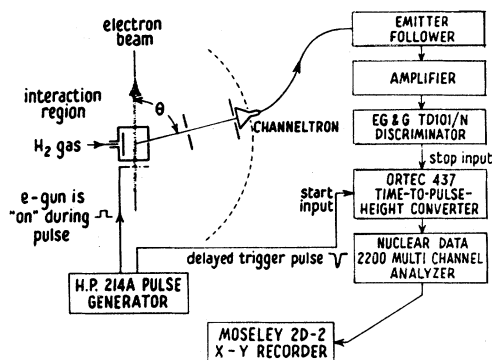 electron
beam
interaction
region
θ
H₂ gas
CHANNELTRON
e-gun is
"on" during
pulse
H.P. 214A PULSE
GENERATOR
delayed trigger pulse
start
input
EMITTER
FOLLOWER
AMPLIFIER
EG & G TD101/N
DISCRIMINATOR
stop input
ORTEC 437
TIME-TO-PULSE-
HEIGHT CONVERTER
NUCLEAR DATA
2200 MULTI CHANNEL
ANALYZER
MOSELEY 2D-2
X-Y RECORDER